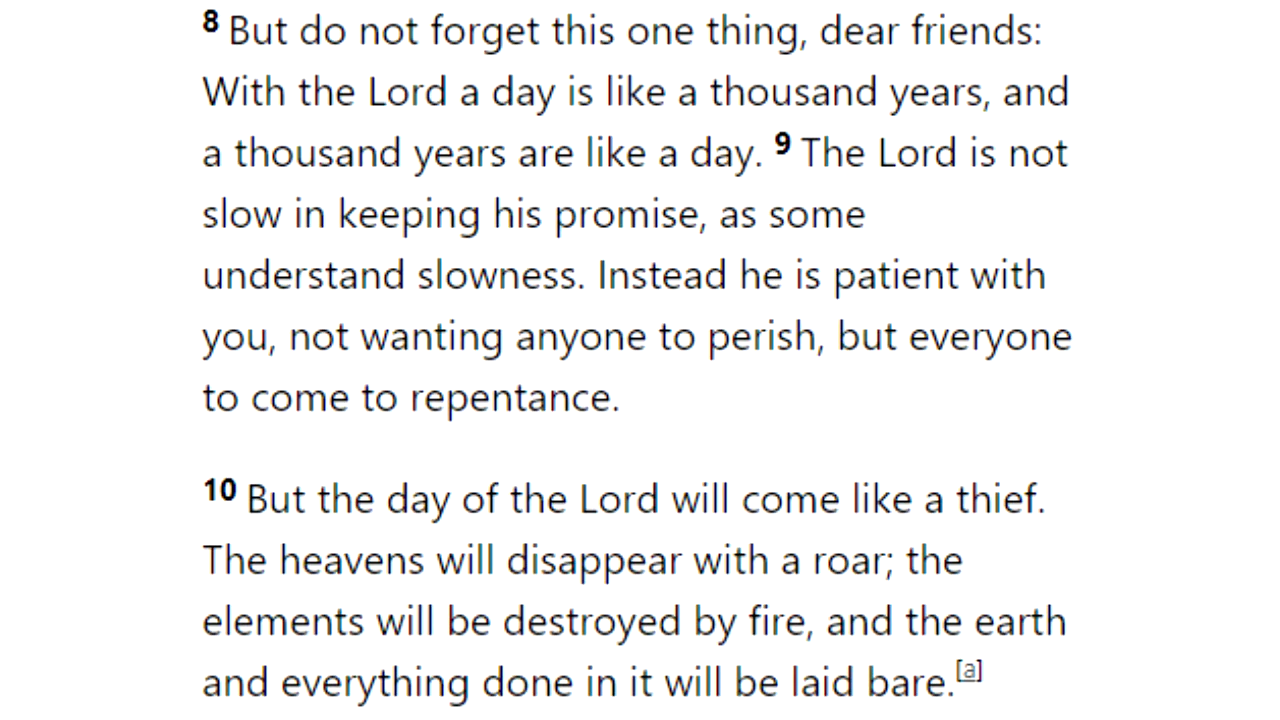 8 But do not forget this one thing, dear friends:
With the Lord a day is like a thousand years, and
a thousand years are like a day. 9 The Lord is not
slow in keeping his promise, as some
understand slowness. Instead he is patient with
you, not wanting anyone to perish, but everyone
to come to repentance.
10 But the day of the Lord will come like a thief.
The heavens will disappear with a roar; the
elements will be destroyed by fire, and the earth
and everything done in it will be laid bare.[a]